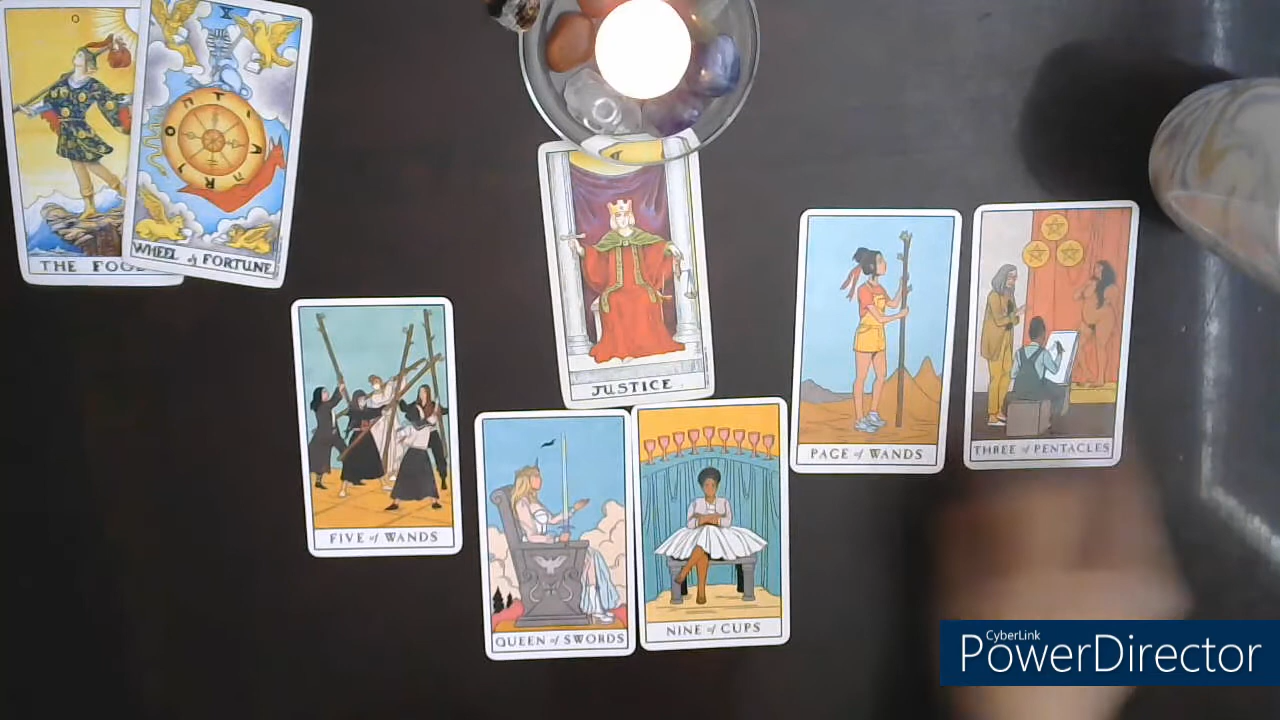 O
X
THE FOO
WHEEL of FORTUNE
JUSTICE
PAGE of WANDS
THREE of PENTACLES
FIVE of WANDS
QUEEN of SWORDS
NINE of CUPS
CyberLink
PowerDirector